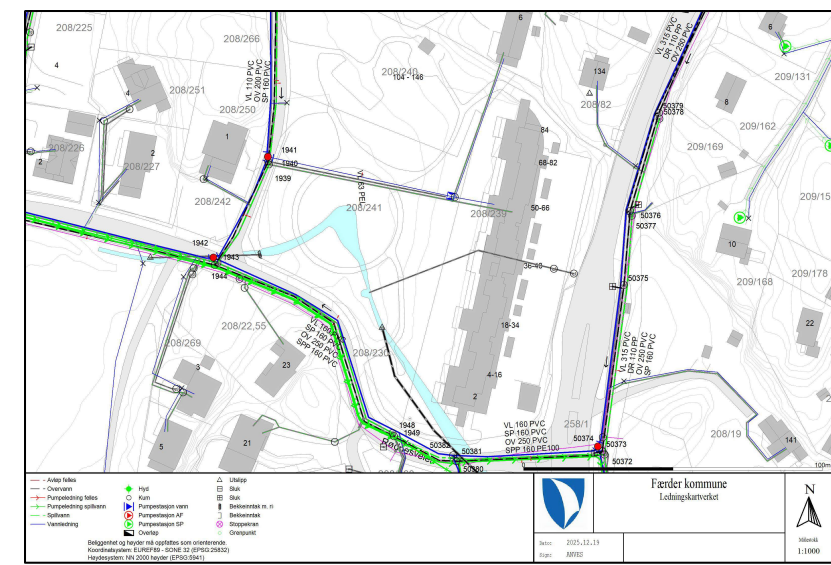 208/225
208/266
6
VL 110 PVC
OV 200 PVC
SP 160 PVC
208/240
104 - 146
134
208/82
VL 315 PVC
DR 110 PP
OV 250 PVC
6
209/131
4
4
208/251
208/250
1
8
50379
50378
209/162
209/169
84
68-82
2
208/226
2
208/227
1941
1940
1939
VL 63 PEL
208/242
208/241
208/239
50-66
50376
50377
209/15
10
1942
1943
1944
36-40
50375
209/168
209/178
208/22,55
VL 160 PVC
SP 160 PVC
OV 250 PVC
SPP 160 PVC
18-34
VL 315 PVC
DR 110 PP
OV 250 PVC
SP 160 PVC
22
208/269
208/230
23
3
4-16
2
5
21
1948
1949
VL 160 PVC
SP 160 PVC
OV 250 PVC
SPP 160 PE100
258/1
50374
50373
50372
208/19
141
50382
50381
50380
100m
Avløp felles
Overvann
Pumpeledning felles
Pumpeledning spillvann
Spillvann
Vannledning
Hyd
Kum
Pumpestasjon vann
Pumpestasjon AF
Pumpestasjon SP
Overløp
Utslipp
Sluk
Sluk
Bekkeinntak m. ri
Bekkeinntak
Stoppekran
Grenpunkt
Beliggenhet og høyder må oppfattes som orienterende.
Koordinatsystem: EUREF89 - SONE 32 (EPSG:25832)
Høydesystem: NN 2000 høyder (EPSG:5941)
Færder kommune
Ledningskartverket
Dato: 2025.12.19
Sign: ANVES
N
Målestokk
1:1000